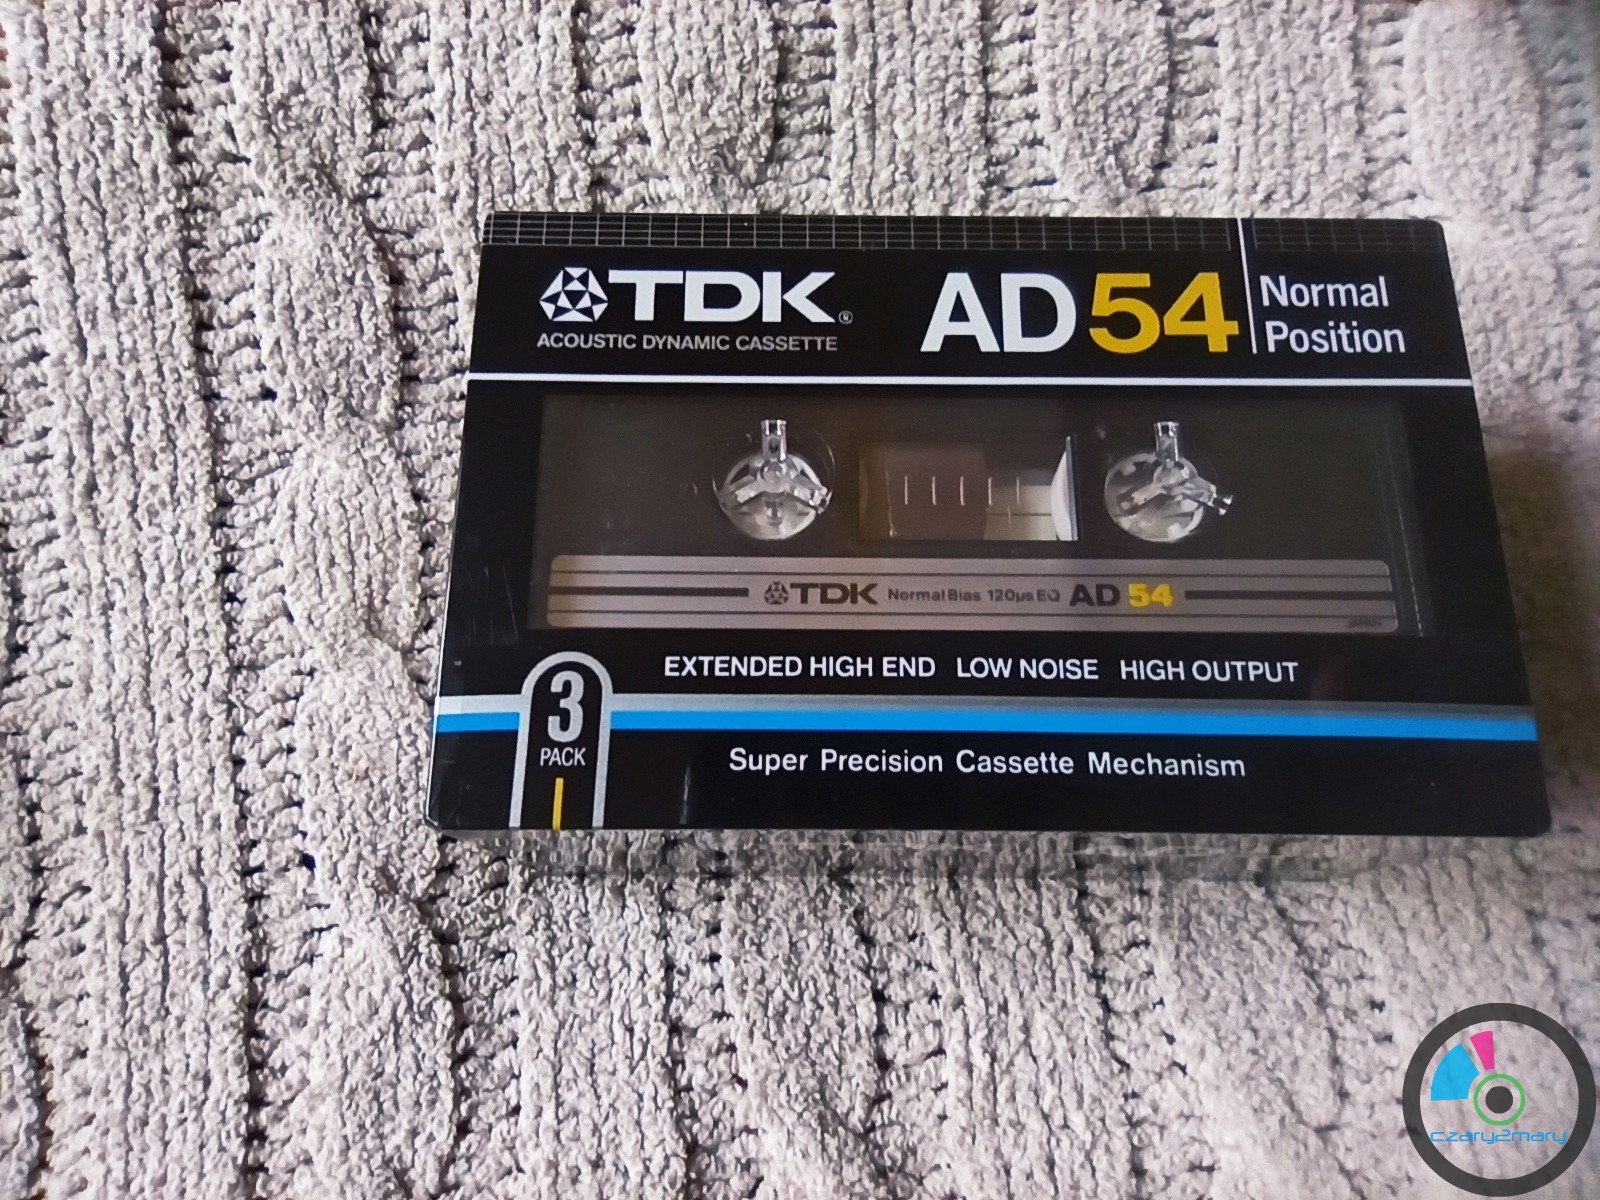 TDK®
ACOUSTIC DYNAMIC CASSETTE
AD 54
Normal
Position
TDK Normal Bias 120µs EQ AD 54
JAPAN
EXTENDED HIGH END LOW NOISE HIGH OUTPUT
3
PACK
Super Precision Cassette Mechanism
czary2mary